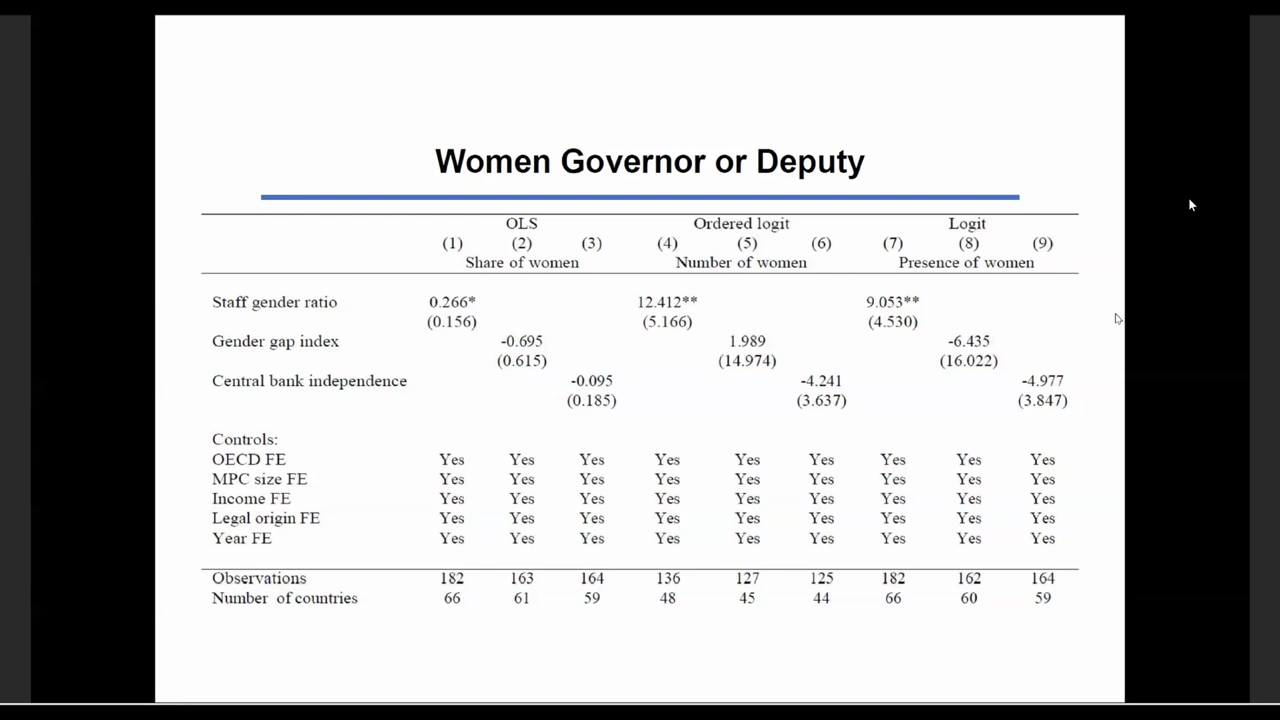 Women Governor or Deputy
OLS Ordered logit Logit
(1) (2) (3) (4) (5) (6) (7) (8) (9)
Share of women Number of women Presence of women
Staff gender ratio 0.266* 12.412** 9.053**
(0.156) (5.166) (4.530)
Gender gap index -0.695 1.989 -6.435
(0.615) (14.974) (16.022)
Central bank independence -0.095 -4.241 -4.977
(0.185) (3.637) (3.847)
Controls:
OECD FE Yes Yes Yes Yes Yes Yes Yes Yes Yes
MPC size FE Yes Yes Yes Yes Yes Yes Yes Yes Yes
Income FE Yes Yes Yes Yes Yes Yes Yes Yes Yes
Legal origin FE Yes Yes Yes Yes Yes Yes Yes Yes Yes
Year FE Yes Yes Yes Yes Yes Yes Yes Yes Yes
Observations 182 163 164 136 127 125 182 162 164
Number of countries 66 61 59 48 45 44 66 60 59